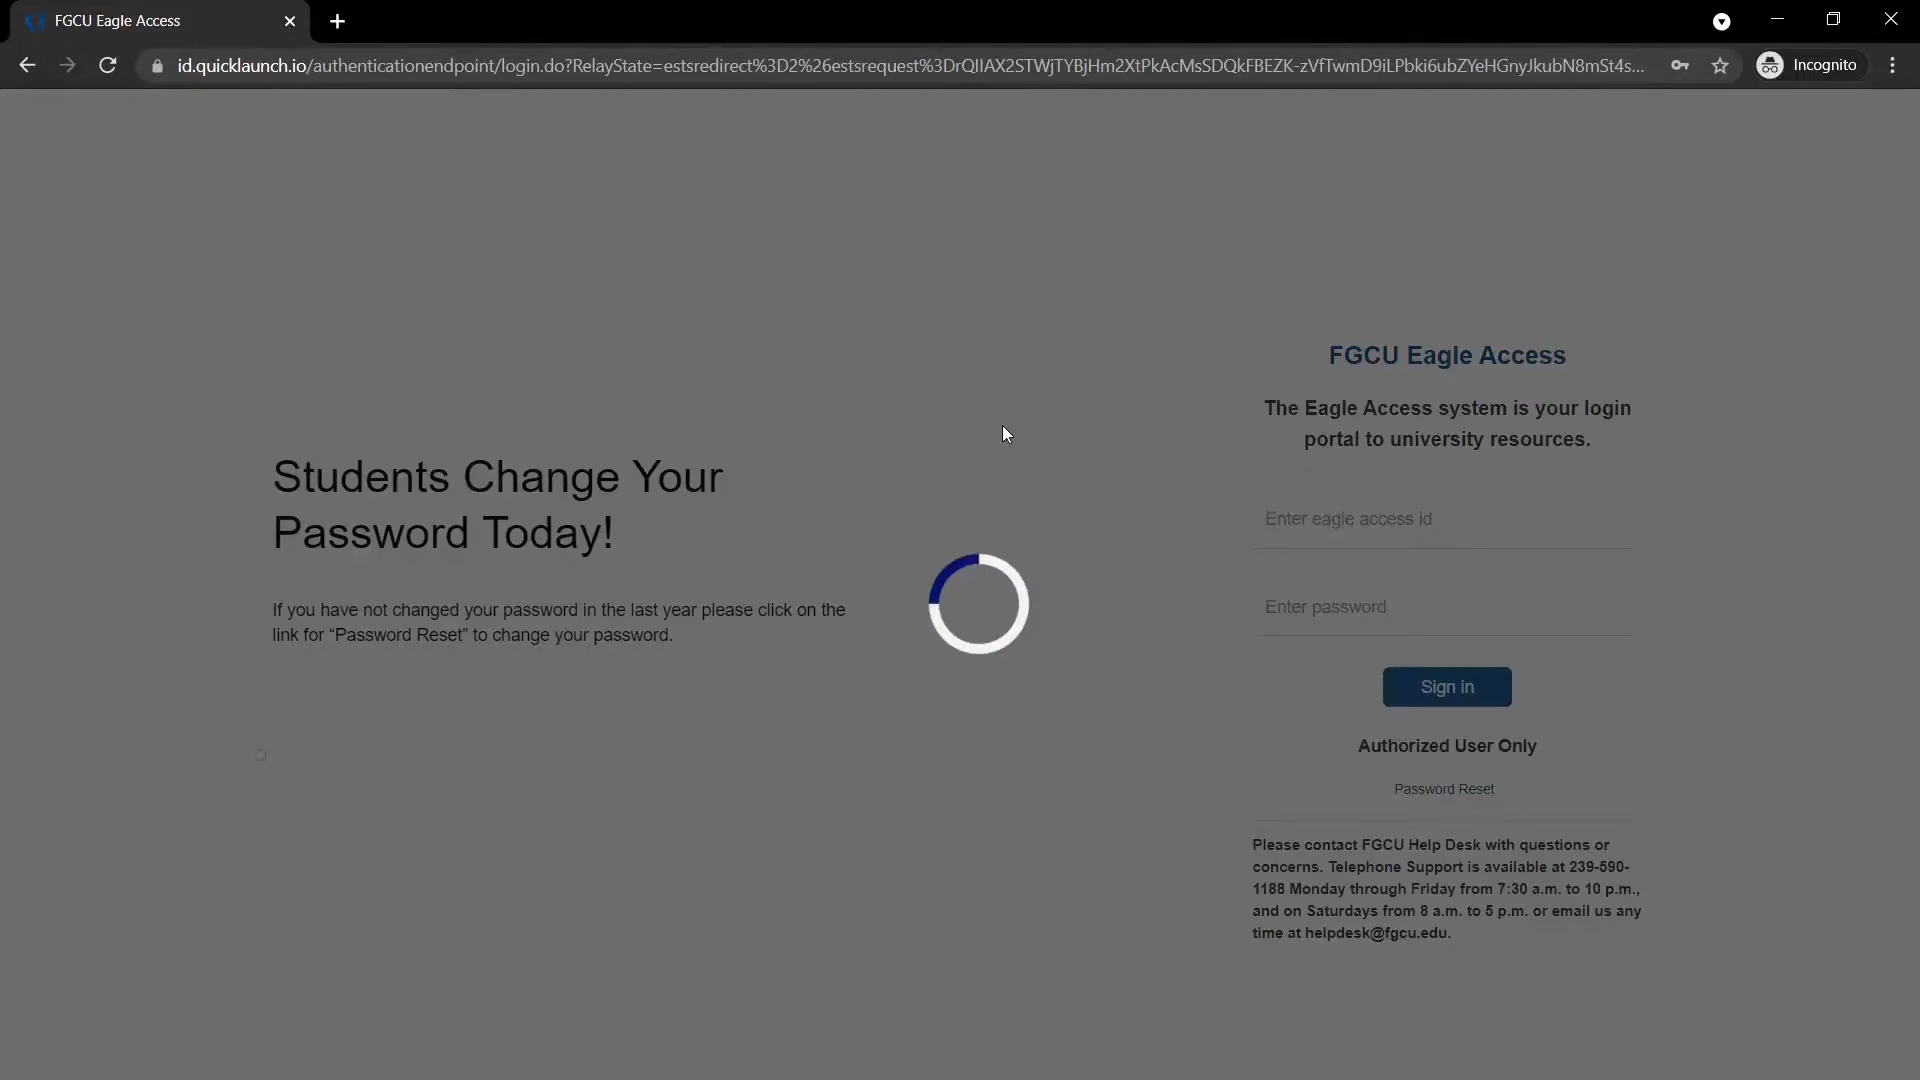 FGCU Eagle Access
id.quicklaunch.io/authenticationendpoint/login.do?RelayState=estsredirect%3D2%26estsrequest%3DrQIIAX2STWjTYBjHm2XtPkAcMsSDQkFBEZK-zVfTwmD9iLPbki6ubZYeHGnyJkubN8mSt4s...
Incognito
FGCU Eagle Access
The Eagle Access system is your login
portal to university resources.
Students Change Your
Password Today!
Enter eagle access id
If you have not changed your password in the last year please click on the
link for “Password Reset” to change your password.
Enter password
Sign in
Authorized User Only
Password Reset
Please contact FGCU Help Desk with questions or
concerns. Telephone Support is available at 239-590-
1188 Monday through Friday from 7:30 a.m. to 10 p.m.,
and on Saturdays from 8 a.m. to 5 p.m. or email us any
time at helpdesk@fgcu.edu.